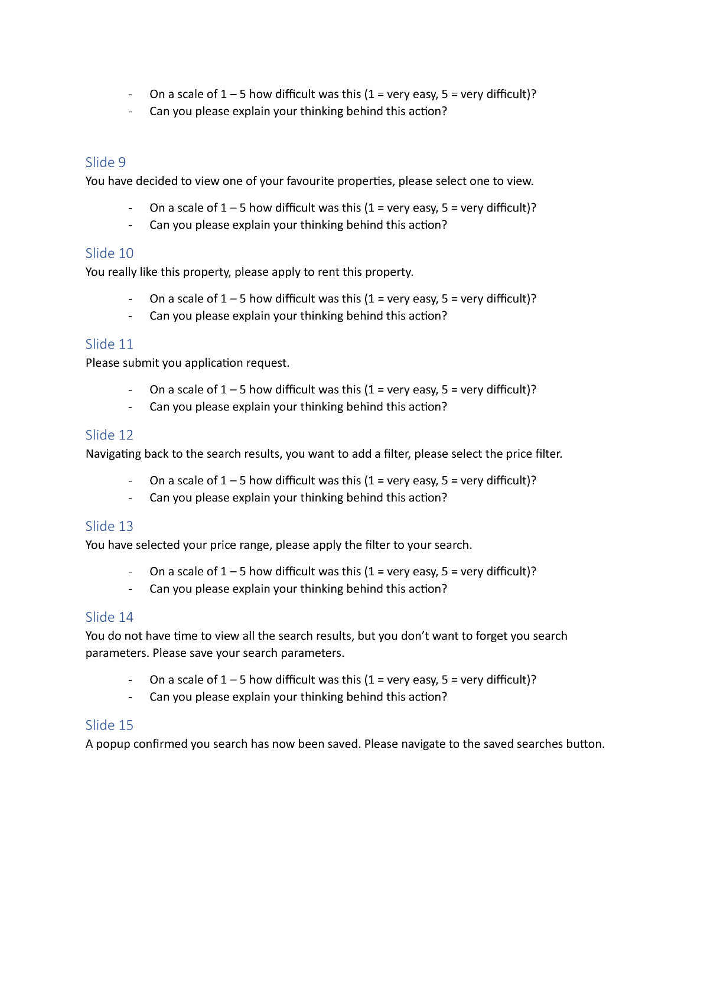 - On a scale of 1 – 5 how difficult was this (1 = very easy, 5 = very difficult)?
- Can you please explain your thinking behind this action?
Slide 9
You have decided to view one of your favourite properties, please select one to view.
- On a scale of 1 – 5 how difficult was this (1 = very easy, 5 = very difficult)?
- Can you please explain your thinking behind this action?
Slide 10
You really like this property, please apply to rent this property.
- On a scale of 1 – 5 how difficult was this (1 = very easy, 5 = very difficult)?
- Can you please explain your thinking behind this action?
Slide 11
Please submit you application request.
- On a scale of 1 – 5 how difficult was this (1 = very easy, 5 = very difficult)?
- Can you please explain your thinking behind this action?
Slide 12
Navigating back to the search results, you want to add a filter, please select the price filter.
- On a scale of 1 – 5 how difficult was this (1 = very easy, 5 = very difficult)?
- Can you please explain your thinking behind this action?
Slide 13
You have selected your price range, please apply the filter to your search.
- On a scale of 1 – 5 how difficult was this (1 = very easy, 5 = very difficult)?
- Can you please explain your thinking behind this action?
Slide 14
You do not have time to view all the search results, but you don’t want to forget you search
parameters. Please save your search parameters.
- On a scale of 1 – 5 how difficult was this (1 = very easy, 5 = very difficult)?
- Can you please explain your thinking behind this action?
Slide 15
A popup confirmed you search has now been saved. Please navigate to the saved searches button.